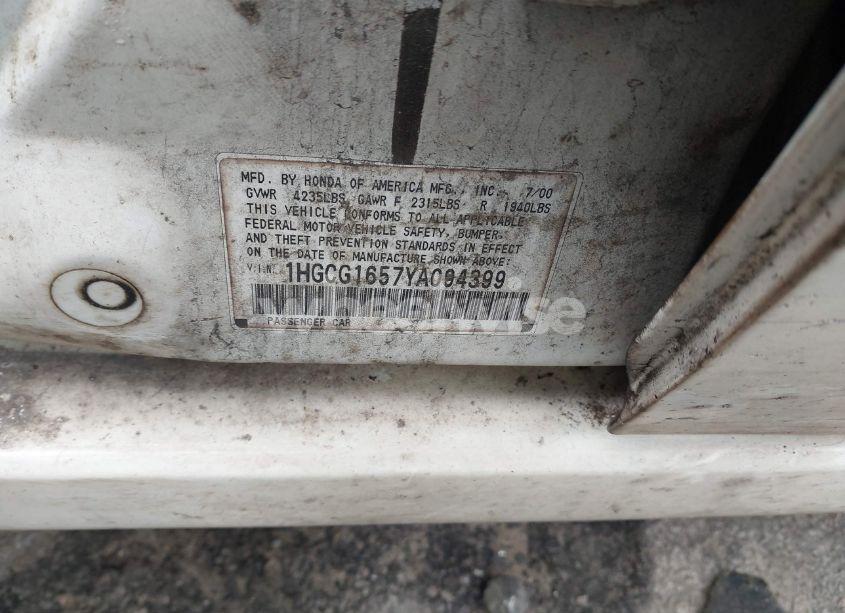 MFD. BY HONDA OF AMERICA MFG., INC. 7/00
GVWR 4235LBS GAWR F 2315LBS R 1940LBS
THIS VEHICLE CONFORMS TO ALL APPLICABLE
FEDERAL MOTOR VEHICLE SAFETY, BUMPER,
AND THEFT PREVENTION STANDARDS IN EFFECT
ON THE DATE OF MANUFACTURE SHOWN ABOVE:
V.I.N. 1HGCG1657YAC04399
PASSENGER CAR